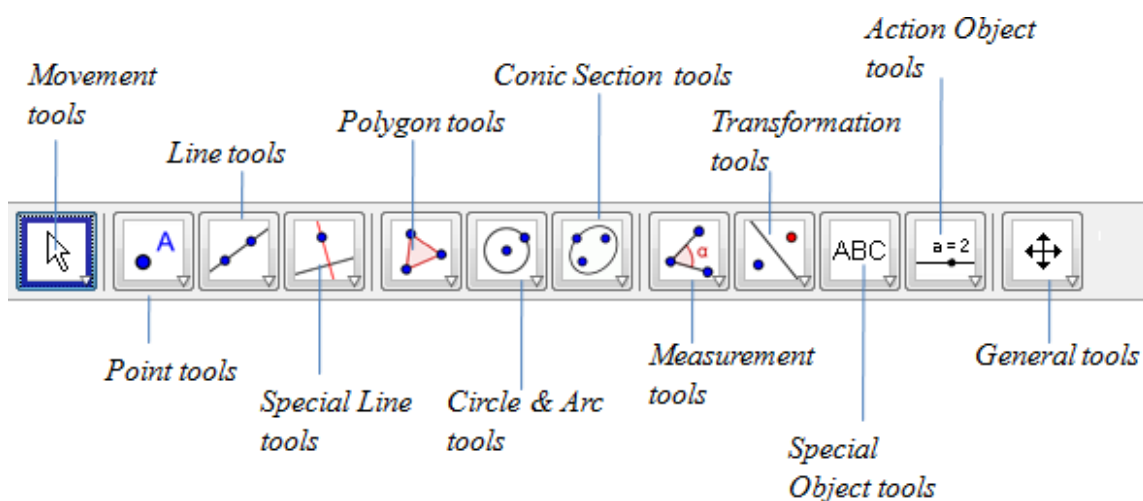 Action Object
tools
Movement
tools
Conic Section tools
Polygon tools
Transformation
tools
Line tools
A
α
ABC
a = 2
Point tools
Special Line
tools
Circle & Arc
tools
Measurement
tools
General tools
Special
Object tools